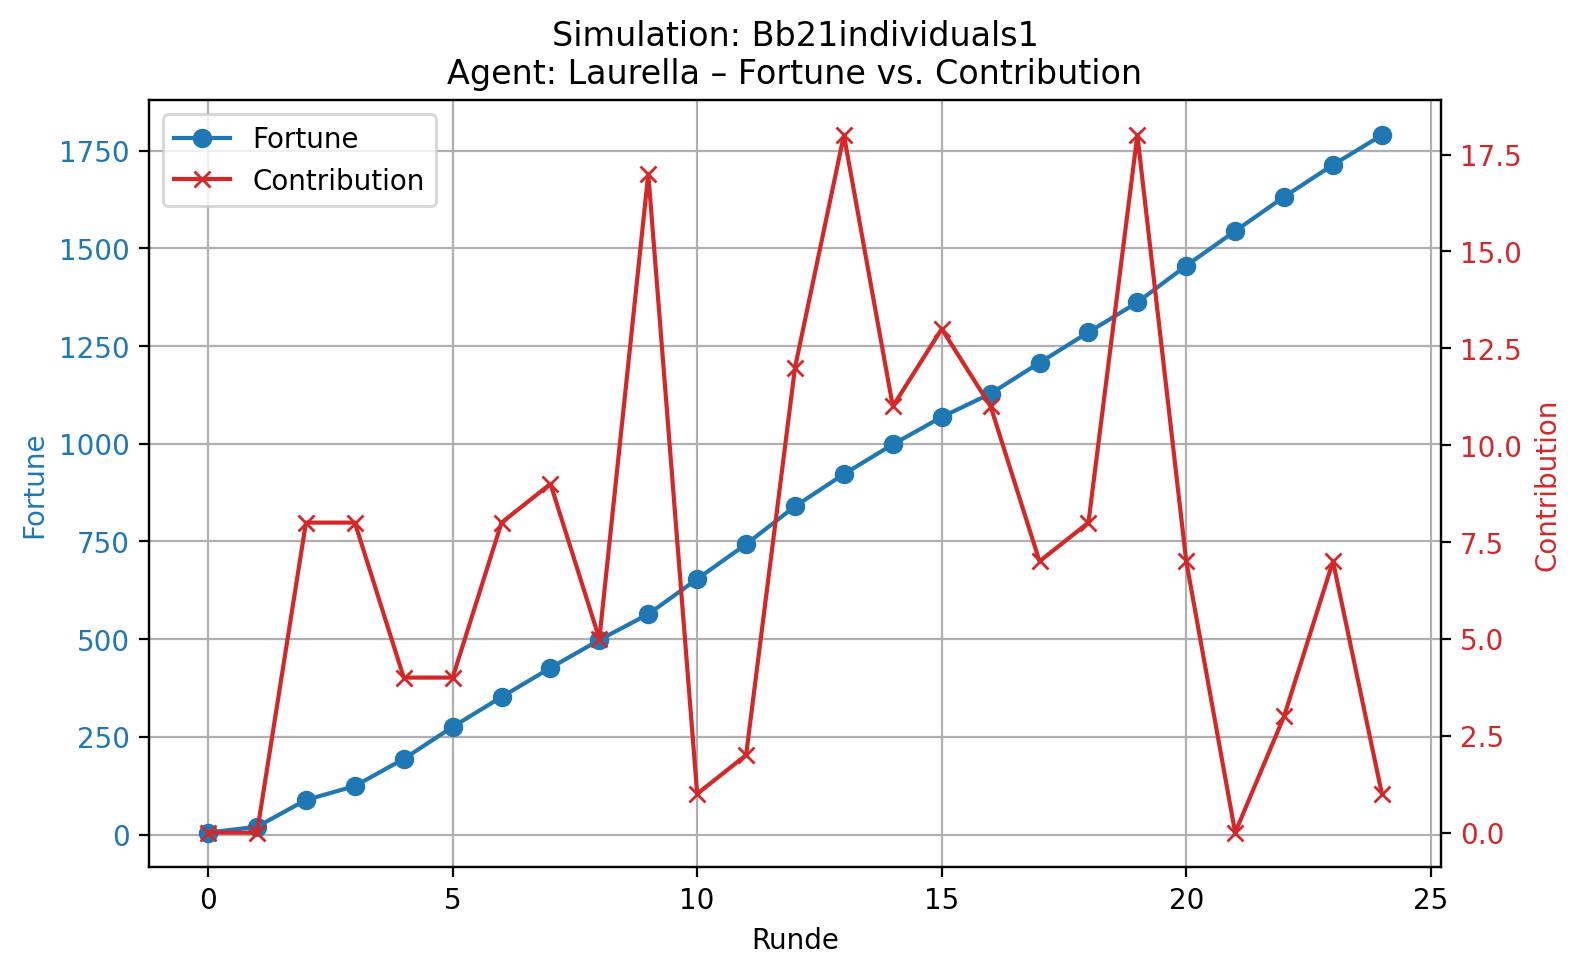 Simulation: Bb21individuals1
Agent: Laurella – Fortune vs. Contribution
Fortune
Contribution
1750
1500
1250
1000
750
500
250
0
Fortune
17.5
15.0
12.5
10.0
7.5
5.0
2.5
0.0
Contribution
0 5 10 15 20 25
Runde